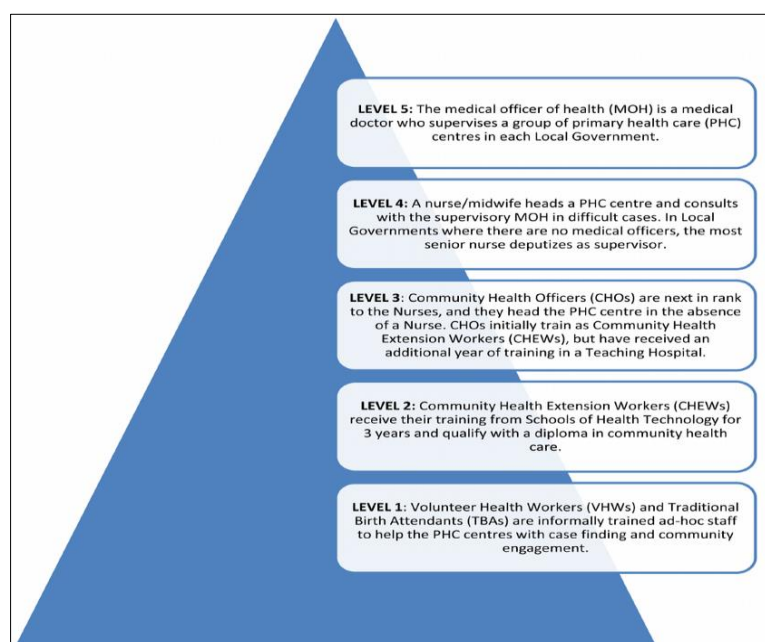 LEVEL 5: The medical officer of health (MOH) is a medical
doctor who supervises a group of primary health care (PHC)
centres in each Local Government.
LEVEL 4: A nurse/midwife heads a PHC centre and consults
with the supervisory MOH in difficult cases. In Local
Governments where there are no medical officers, the most
senior nurse deputizes as supervisor.
LEVEL 3: Community Health Officers (CHOs) are next in rank
to the Nurses, and they head the PHC centre in the absence
of a Nurse. CHOs initially train as Community Health
Extension Workers (CHEWs), but have received an
additional year of training in a Teaching Hospital.
LEVEL 2: Community Health Extension Workers (CHEWs)
receive their training from Schools of Health Technology for
3 years and qualify with a diploma in community health
care.
LEVEL 1: Volunteer Health Workers (VHWs) and Traditional
Birth Attendants (TBAs) are informally trained ad-hoc staff
to help the PHC centres with case finding and community
engagement.